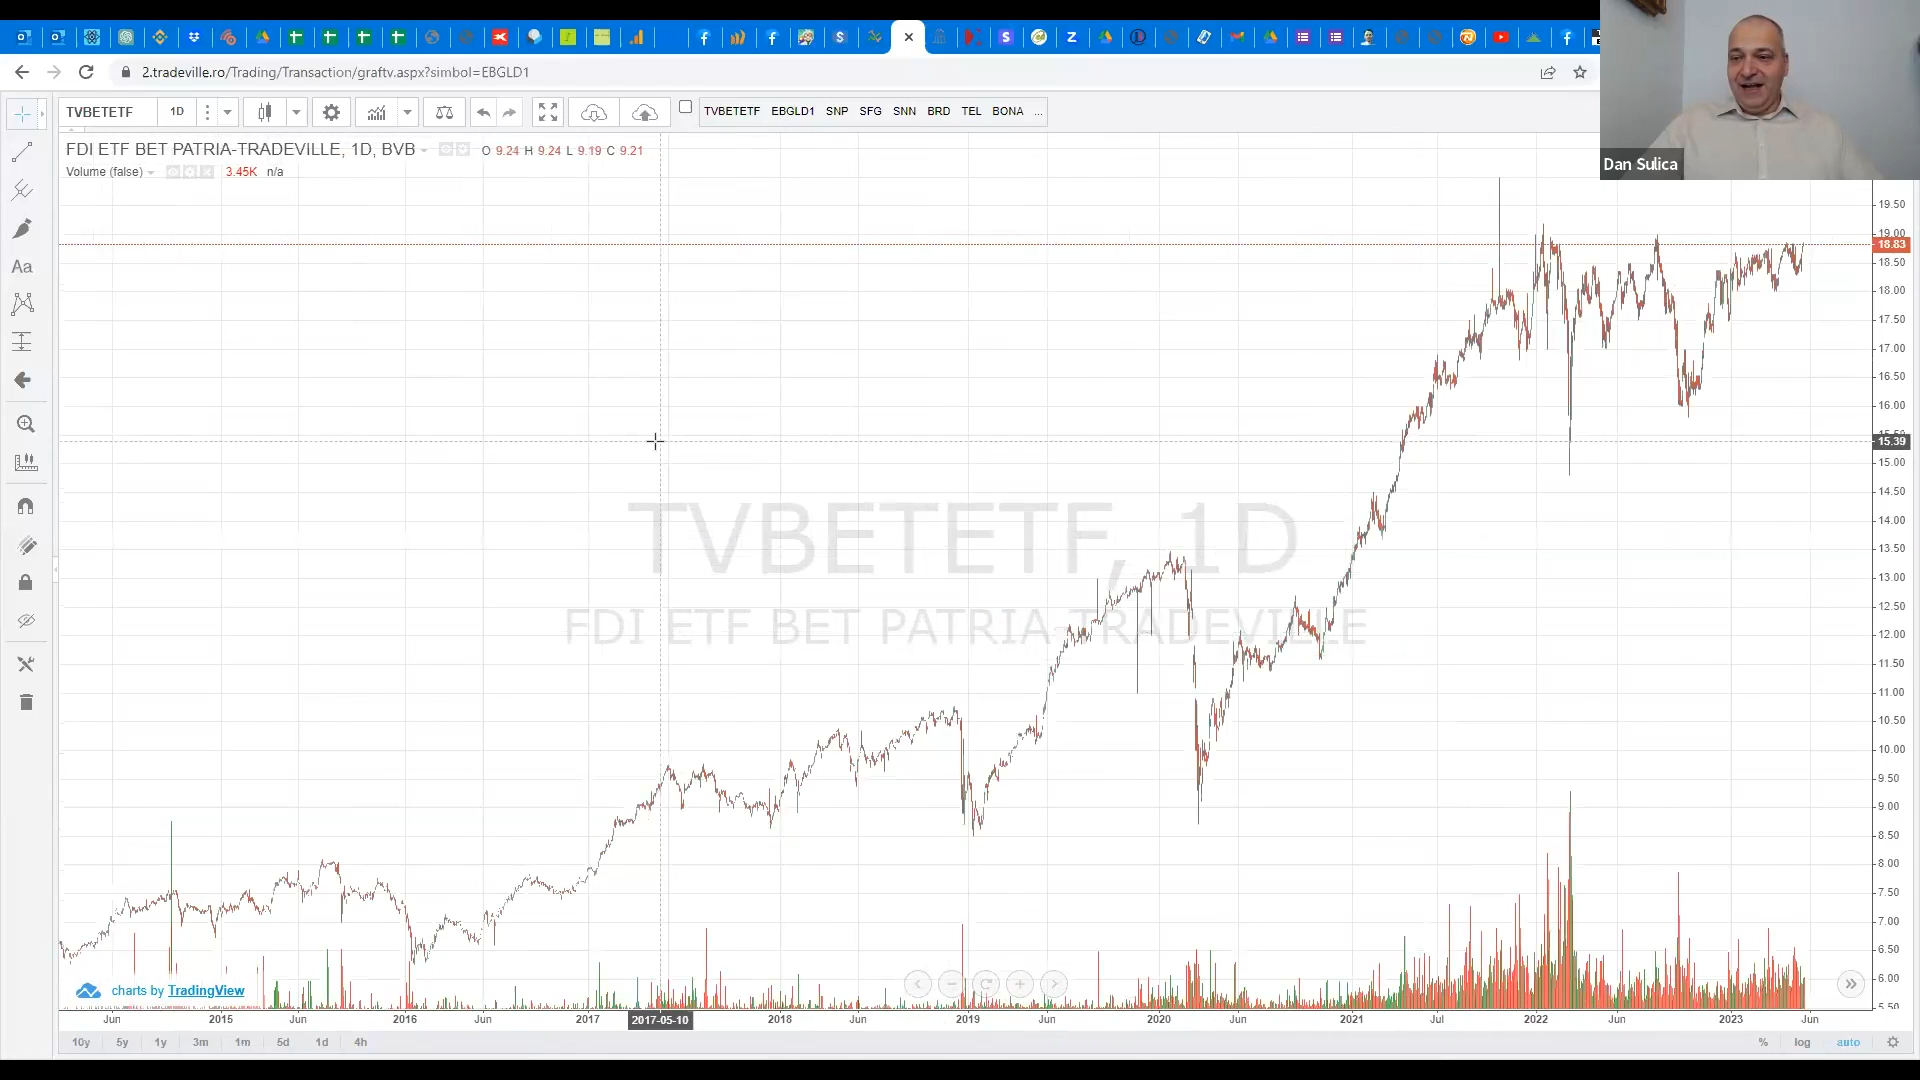 2.tradeville.ro/Trading/Transaction/graftv.aspx?simbol=EBGLD1
TVBETETF 1D TVBETETF EBGLD1 SNP SFG SNN BRD TEL BONA ...
Aa
FDI ETF BET PATRIA-TRADEVILLE, 1D, BVB O 9.24 H 9.24 L 9.19 C 9.21
Volume (false) 3.45K n/a
Dan Sulica
19.50
19.00
18.83
18.50
18.00
17.50
17.00
16.50
16.00
15.39
15.00
14.50
14.00
13.50
13.00
12.50
12.00
11.50
11.00
10.50
10.00
9.50
9.00
8.50
8.00
7.50
7.00
6.50
6.00
5.50
TVBETETF, 1D
FDI ETF BET PATRIA-TRADEVILLE
charts by TradingView
Jun 2015 Jun 2016 Jun 2017 2017-05-10 2018 Jun 2019 Jun 2020 Jun 2021 Jul 2022 Jun 2023 Jun
10y 5y 1y 3m 1m 5d 1d 4h % log auto